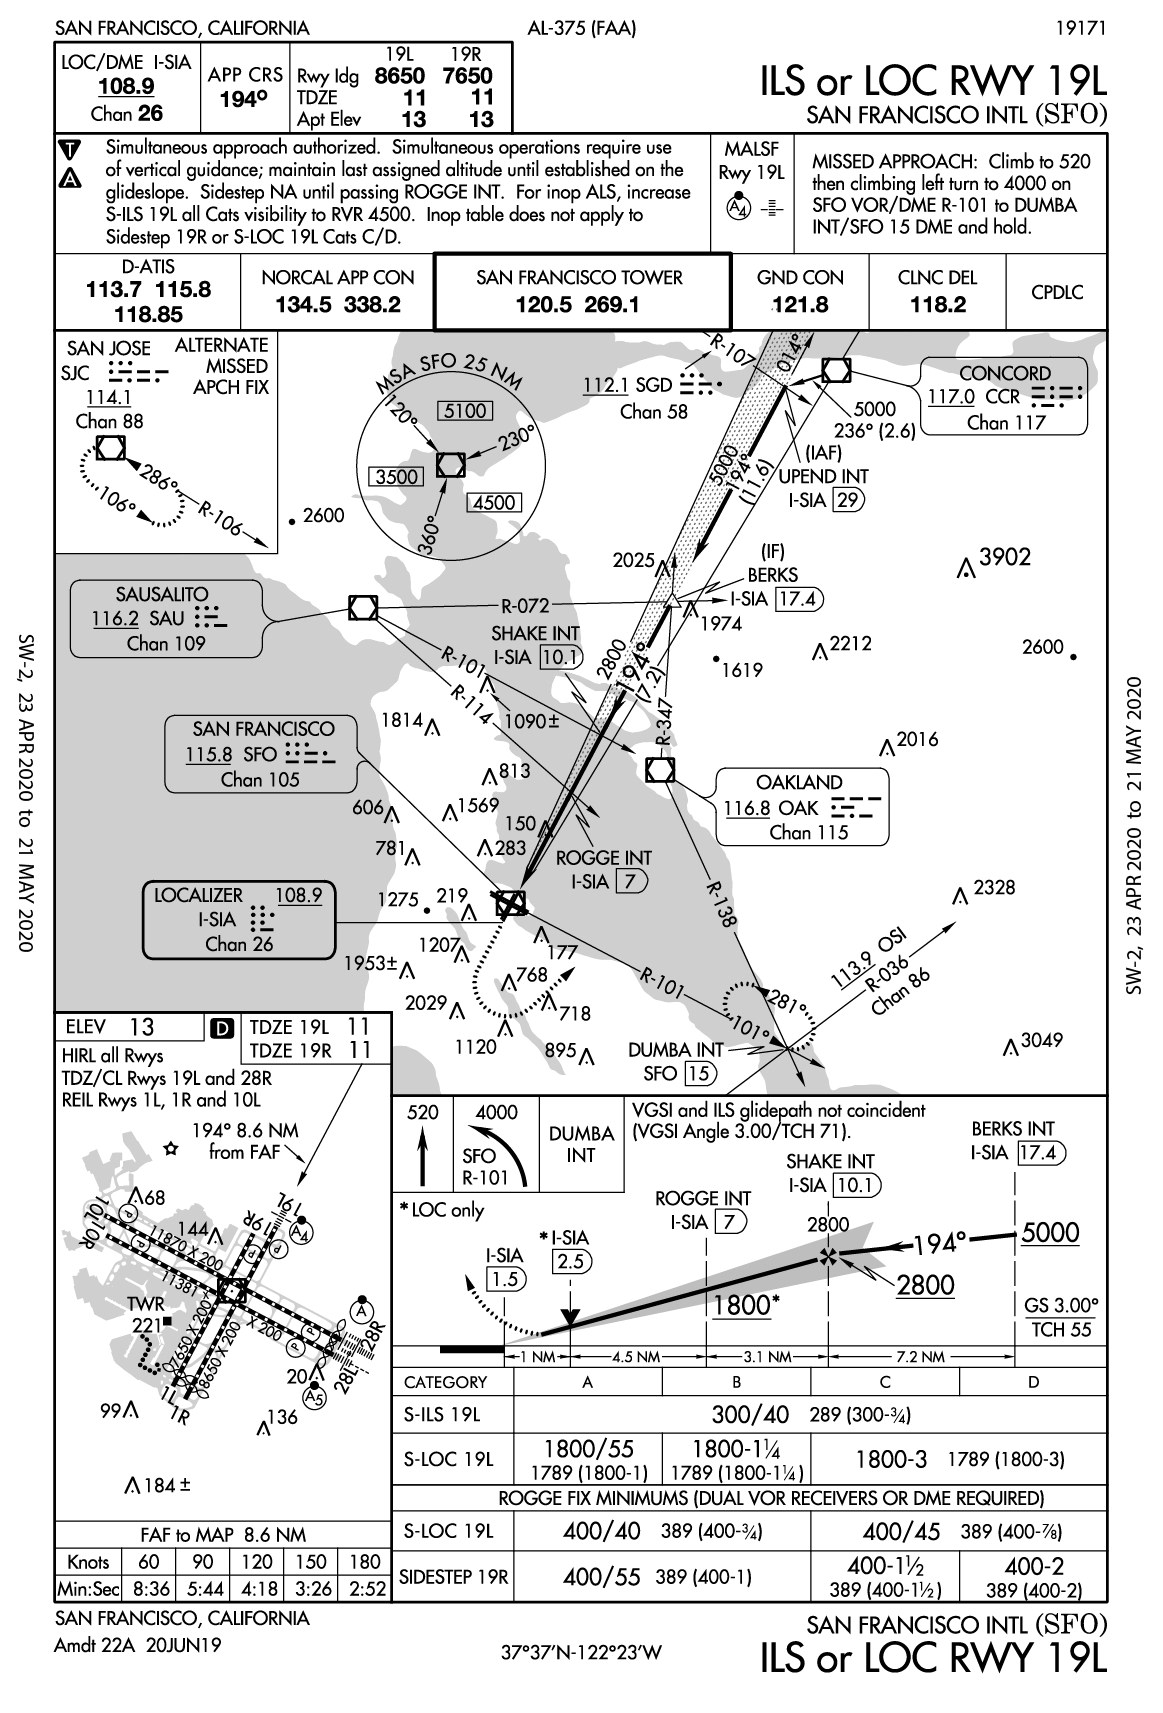 SAN FRANCISCO, CALIFORNIA
AL-375 (FAA)
19171
LOC/DME I-SIA
108.9
Chan 26
APP CRS
194°
19L 19R
Rwy ldg 8650 7650
TDZE 11 11
Apt Elev 13 13
ILS or LOC RWY 19L
SAN FRANCISCO INTL (SFO)
T
A
Simultaneous approach authorized. Simultaneous operations require use
of vertical guidance; maintain last assigned altitude until established on the
glideslope. Sidestep NA until passing ROGGE INT. For inop ALS, increase
S-ILS 19L all Cats visibility to RVR 4500. Inop table does not apply to
Sidestep 19R or S-LOC 19L Cats C/D.
MALSF
Rwy 19L
A4
MISSED APPROACH: Climb to 520
then climbing left turn to 4000 on
SFO VOR/DME R-101 to DUMBA
INT/SFO 15 DME and hold.
D-ATIS
113.7 115.8
118.85
NORCAL APP CON
134.5 338.2
SAN FRANCISCO TOWER
120.5 269.1
GND CON
121.8
CLNC DEL
118.2
CPDLC
SAN JOSE
SJC
114.1
Chan 88
ALTERNATE
MISSED
APCH FIX
286°
106°
R-106
MSA SFO 25 NM
120°
5100
230°
3500
4500
360°
R-107
112.1 SGD
Chan 58
014°
CONCORD
117.0 CCR
Chan 117
5000
236° (2.6)
(IAF)
UPEND INT
I-SIA 29
5000
194°
(11.6)
2600
2025
3902
(IF)
BERKS
I-SIA 17.4
1974
SAUSALITO
116.2 SAU
Chan 109
R-072
SHAKE INT
I-SIA 10.1
R-101
R-114
2800
194°
(7.2)
1619
2212
2600
1090±
R-347
1814
SAN FRANCISCO
115.8 SFO
Chan 105
813
2016
OAKLAND
116.8 OAK
Chan 115
606
1569
150
781
283
ROGGE INT
I-SIA 7
LOCALIZER 108.9
I-SIA
Chan 26
1275
219
R-138
2328
1207
177
1953±
768
R-101
113.9 OSI
R-036
Chan 86
281°
101°
2029
718
1120
895
DUMBA INT
SFO 15
3049
SW-2, 23 APR 2020 to 21 MAY 2020
SW-2, 23 APR 2020 to 21 MAY 2020
ELEV 13
D
TDZE 19L 11
TDZE 19R 11
HIRL all Rwys
TDZ/CL Rwys 19L and 28R
REIL Rwys 1L, 1R and 10L
194° 8.6 NM
from FAF
68
144
10L
10R
19R
19L
A4
P
P
P
P
P
P
11870 X 200
11381 X 200
7650 X 200
8650 X 200
TWR
221
A
28R
28L
20
A5
1L
1R
99
136
184 ±
FAF to MAP 8.6 NM
Knots 60 90 120 150 180
Min:Sec 8:36 5:44 4:18 3:26 2:52
520
4000
SFO
R-101
DUMBA
INT
VGSI and ILS glidepath not coincident
(VGSI Angle 3.00/TCH 71).
*LOC only
BERKS INT
I-SIA 17.4
SHAKE INT
I-SIA 10.1
ROGGE INT
I-SIA 7
*I-SIA
2.5
I-SIA
1.5
2800
194°
5000
2800
1800*
GS 3.00°
TCH 55
1 NM
4.5 NM
3.1 NM
7.2 NM
CATEGORY A B C D
S-ILS 19L 300/40 289 (300-¾)
S-LOC 19L
1800/55
1789 (1800-1)
1800-1¼
1789 (1800-1¼)
1800-3 1789 (1800-3)
ROGGE FIX MINIMUMS (DUAL VOR RECEIVERS OR DME REQUIRED)
S-LOC 19L 400/40 389 (400-¾) 400/45 389 (400-⅞)
SIDESTEP 19R 400/55 389 (400-1)
400-1½
389 (400-1½)
400-2
389 (400-2)
SAN FRANCISCO, CALIFORNIA
Amdt 22A 20JUN19
37°37'N-122°23'W
SAN FRANCISCO INTL (SFO)
ILS or LOC RWY 19L